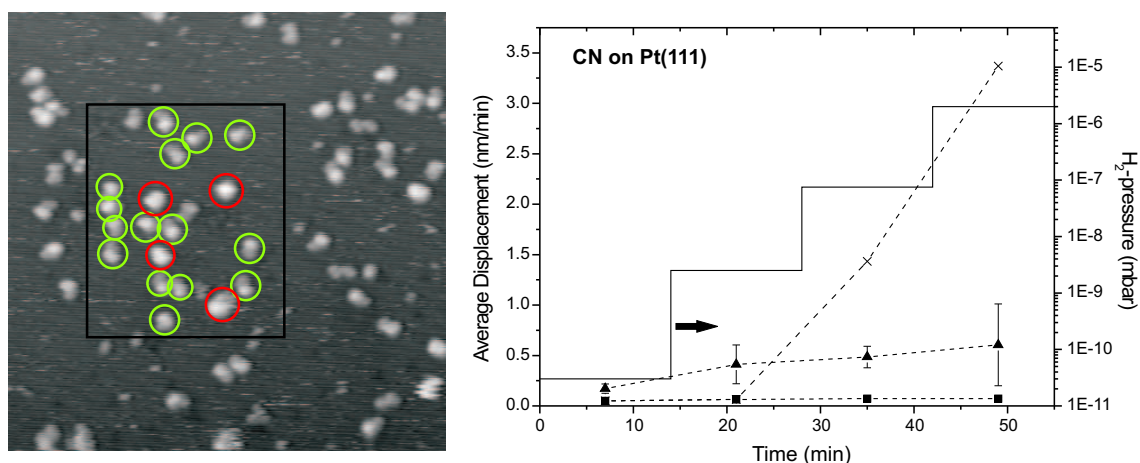 CN on Pt(111)
Average Displacement (nm/min)
3.5
3.0
2.5
2.0
1.5
1.0
0.5
0.0
0 10 20 30 40 50
Time (min)
1E-5
1E-6
1E-7
1E-8
1E-9
1E-10
1E-11
H₂-pressure (mbar)